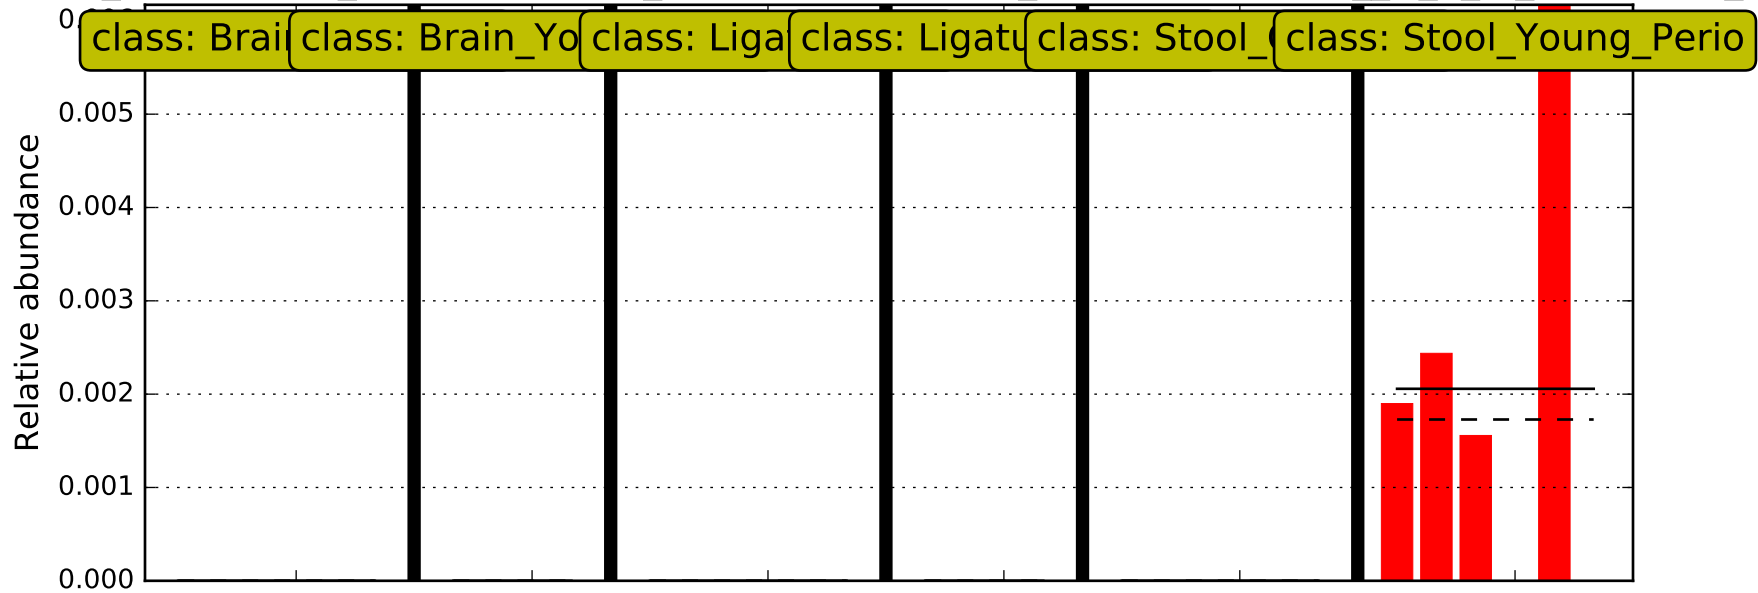 class: Brain
class: Brain_Yo
class: Liga
class: Ligatu
class: Stool_
class: Stool_Young_Perio
0.005
0.004
0.003
0.002
0.001
0.000
Relative abundance